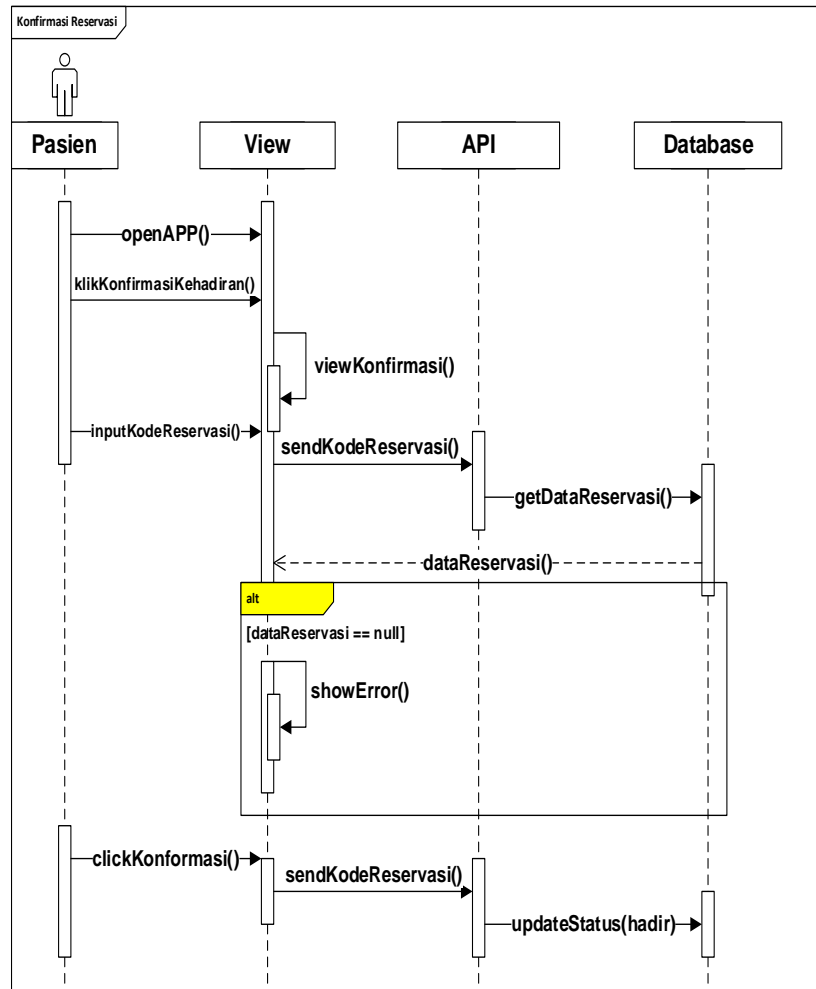 Konfirmasi Reservasi
Pasien
View
API
Database
openAPP()
klikKonfirmasiKehadiran()
viewKonfirmasi()
inputKodeReservasi()
sendKodeReservasi()
getDataReservasi()
dataReservasi()
alt
[dataReservasi == null]
showError()
clickKonformasi()
sendKodeReservasi()
updateStatus(hadir)